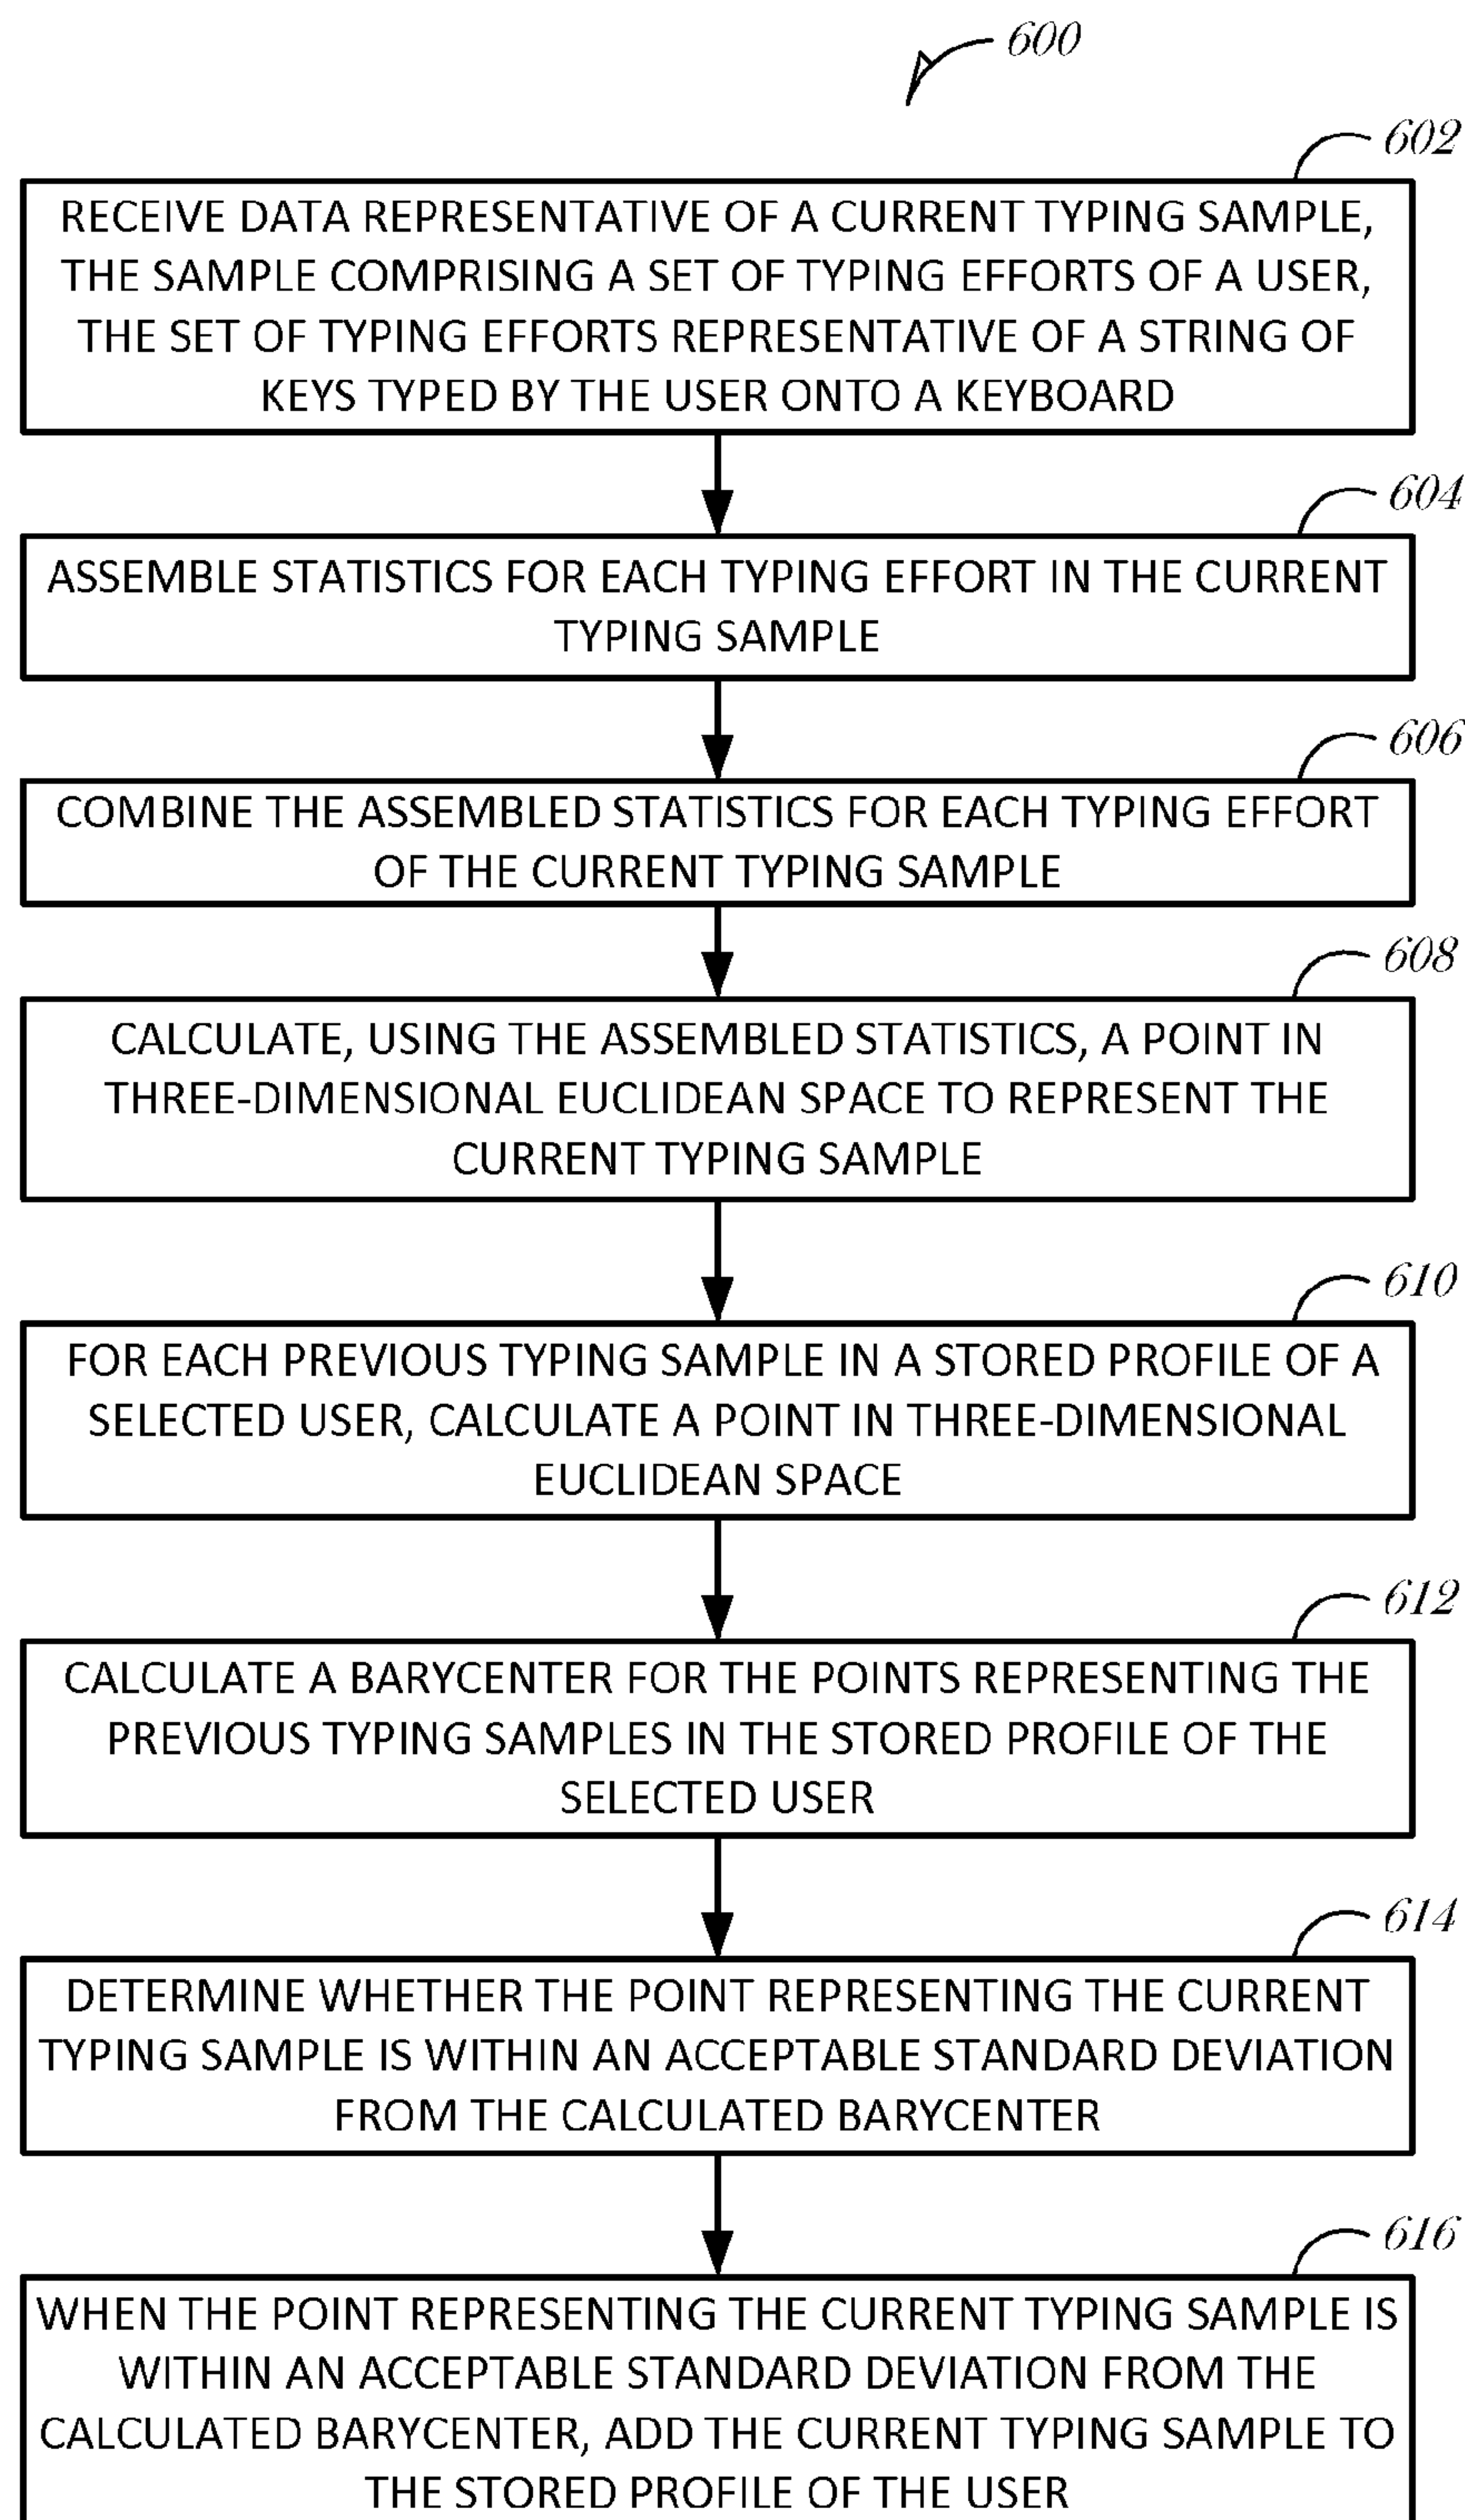 600
602
RECEIVE DATA REPRESENTATIVE OF A CURRENT TYPING SAMPLE,
THE SAMPLE COMPRISING A SET OF TYPING EFFORTS OF A USER,
THE SET OF TYPING EFFORTS REPRESENTATIVE OF A STRING OF
KEYS TYPED BY THE USER ONTO A KEYBOARD
604
ASSEMBLE STATISTICS FOR EACH TYPING EFFORT IN THE CURRENT
TYPING SAMPLE
606
COMBINE THE ASSEMBLED STATISTICS FOR EACH TYPING EFFORT
OF THE CURRENT TYPING SAMPLE
608
CALCULATE, USING THE ASSEMBLED STATISTICS, A POINT IN
THREE-DIMENSIONAL EUCLIDEAN SPACE TO REPRESENT THE
CURRENT TYPING SAMPLE
610
FOR EACH PREVIOUS TYPING SAMPLE IN A STORED PROFILE OF A
SELECTED USER, CALCULATE A POINT IN THREE-DIMENSIONAL
EUCLIDEAN SPACE
612
CALCULATE A BARYCENTER FOR THE POINTS REPRESENTING THE
PREVIOUS TYPING SAMPLES IN THE STORED PROFILE OF THE
SELECTED USER
614
DETERMINE WHETHER THE POINT REPRESENTING THE CURRENT
TYPING SAMPLE IS WITHIN AN ACCEPTABLE STANDARD DEVIATION
FROM THE CALCULATED BARYCENTER
616
WHEN THE POINT REPRESENTING THE CURRENT TYPING SAMPLE IS
WITHIN AN ACCEPTABLE STANDARD DEVIATION FROM THE
CALCULATED BARYCENTER, ADD THE CURRENT TYPING SAMPLE TO
THE STORED PROFILE OF THE USER